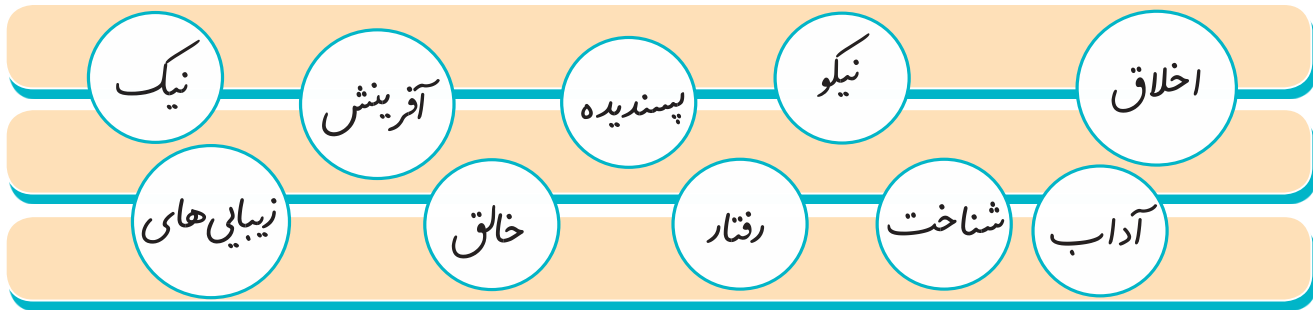 اخلاق نیکو پسندیده آفرینش نیک
آداب شناخت رفتار خالق زیبایی‌های